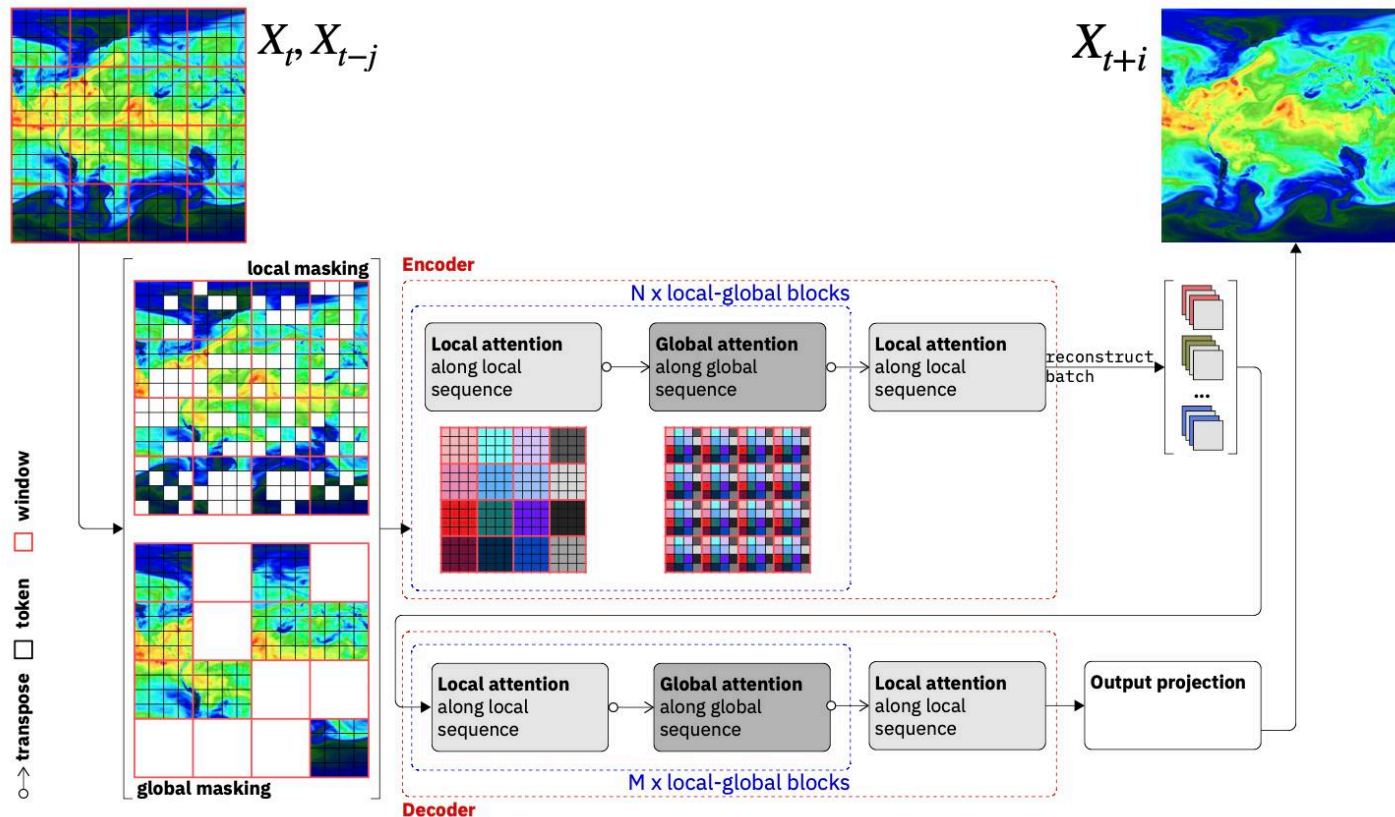 X_t, X_{t-j}
X_{t+i}
local masking
global masking
window
token
transpose
Encoder
N x local-global blocks
Local attention
along local
sequence
Global attention
along global
sequence
Local attention
along local
sequence
reconstruct
batch
...
Local attention
along local
sequence
Global attention
along global
sequence
Local attention
along local
sequence
Output projection
M x local-global blocks
Decoder